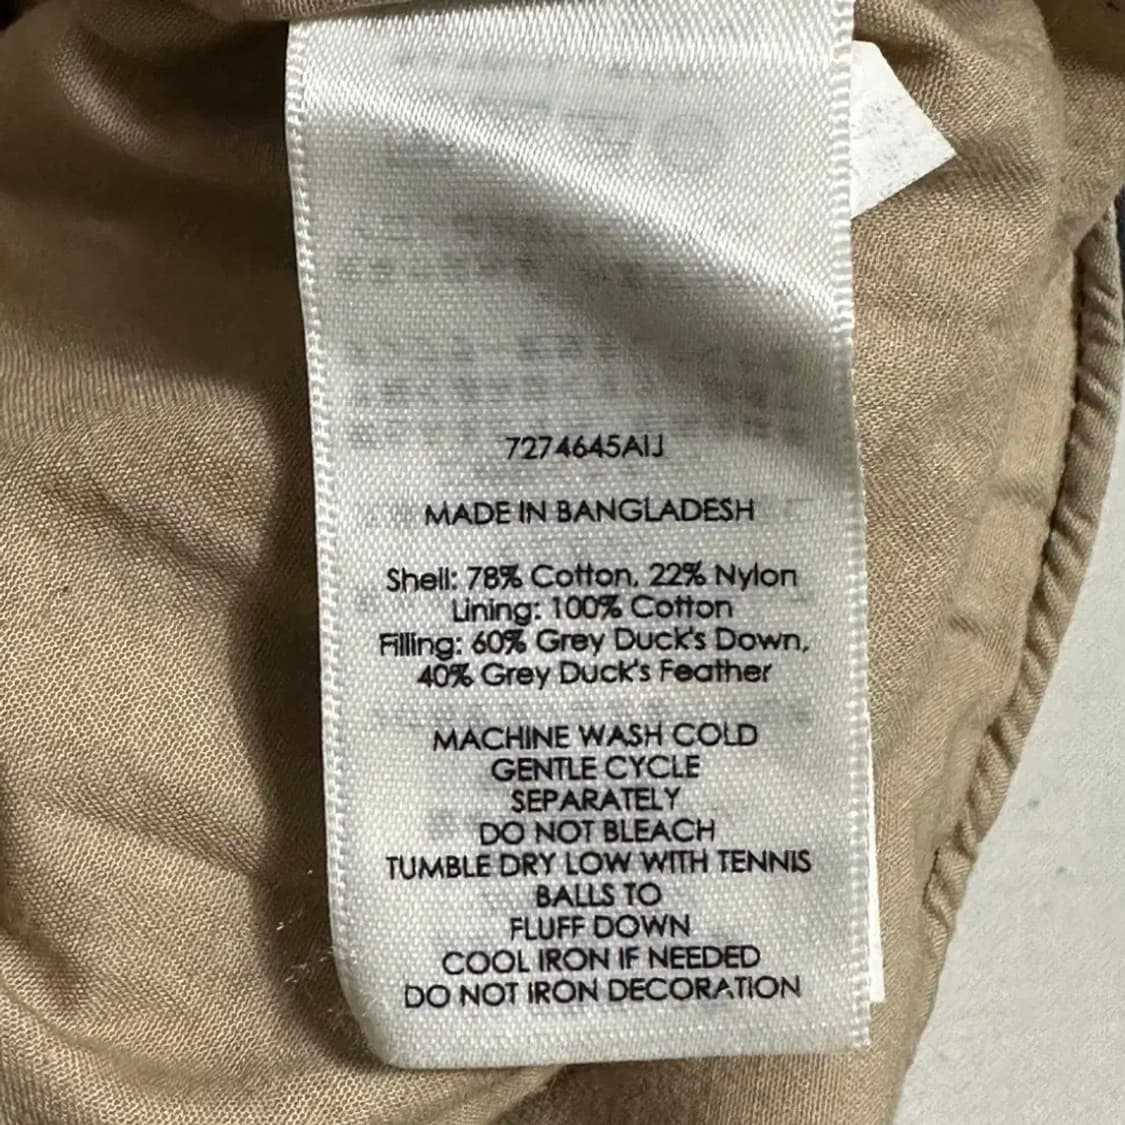 7274645AIJ
MADE IN BANGLADESH
Shell: 78% Cotton, 22% Nylon
Lining: 100% Cotton
Filling: 60% Grey Duck's Down,
40% Grey Duck's Feather
MACHINE WASH COLD
GENTLE CYCLE
SEPARATELY
DO NOT BLEACH
TUMBLE DRY LOW WITH TENNIS
BALLS TO
FLUFF DOWN
COOL IRON IF NEEDED
DO NOT IRON DECORATION